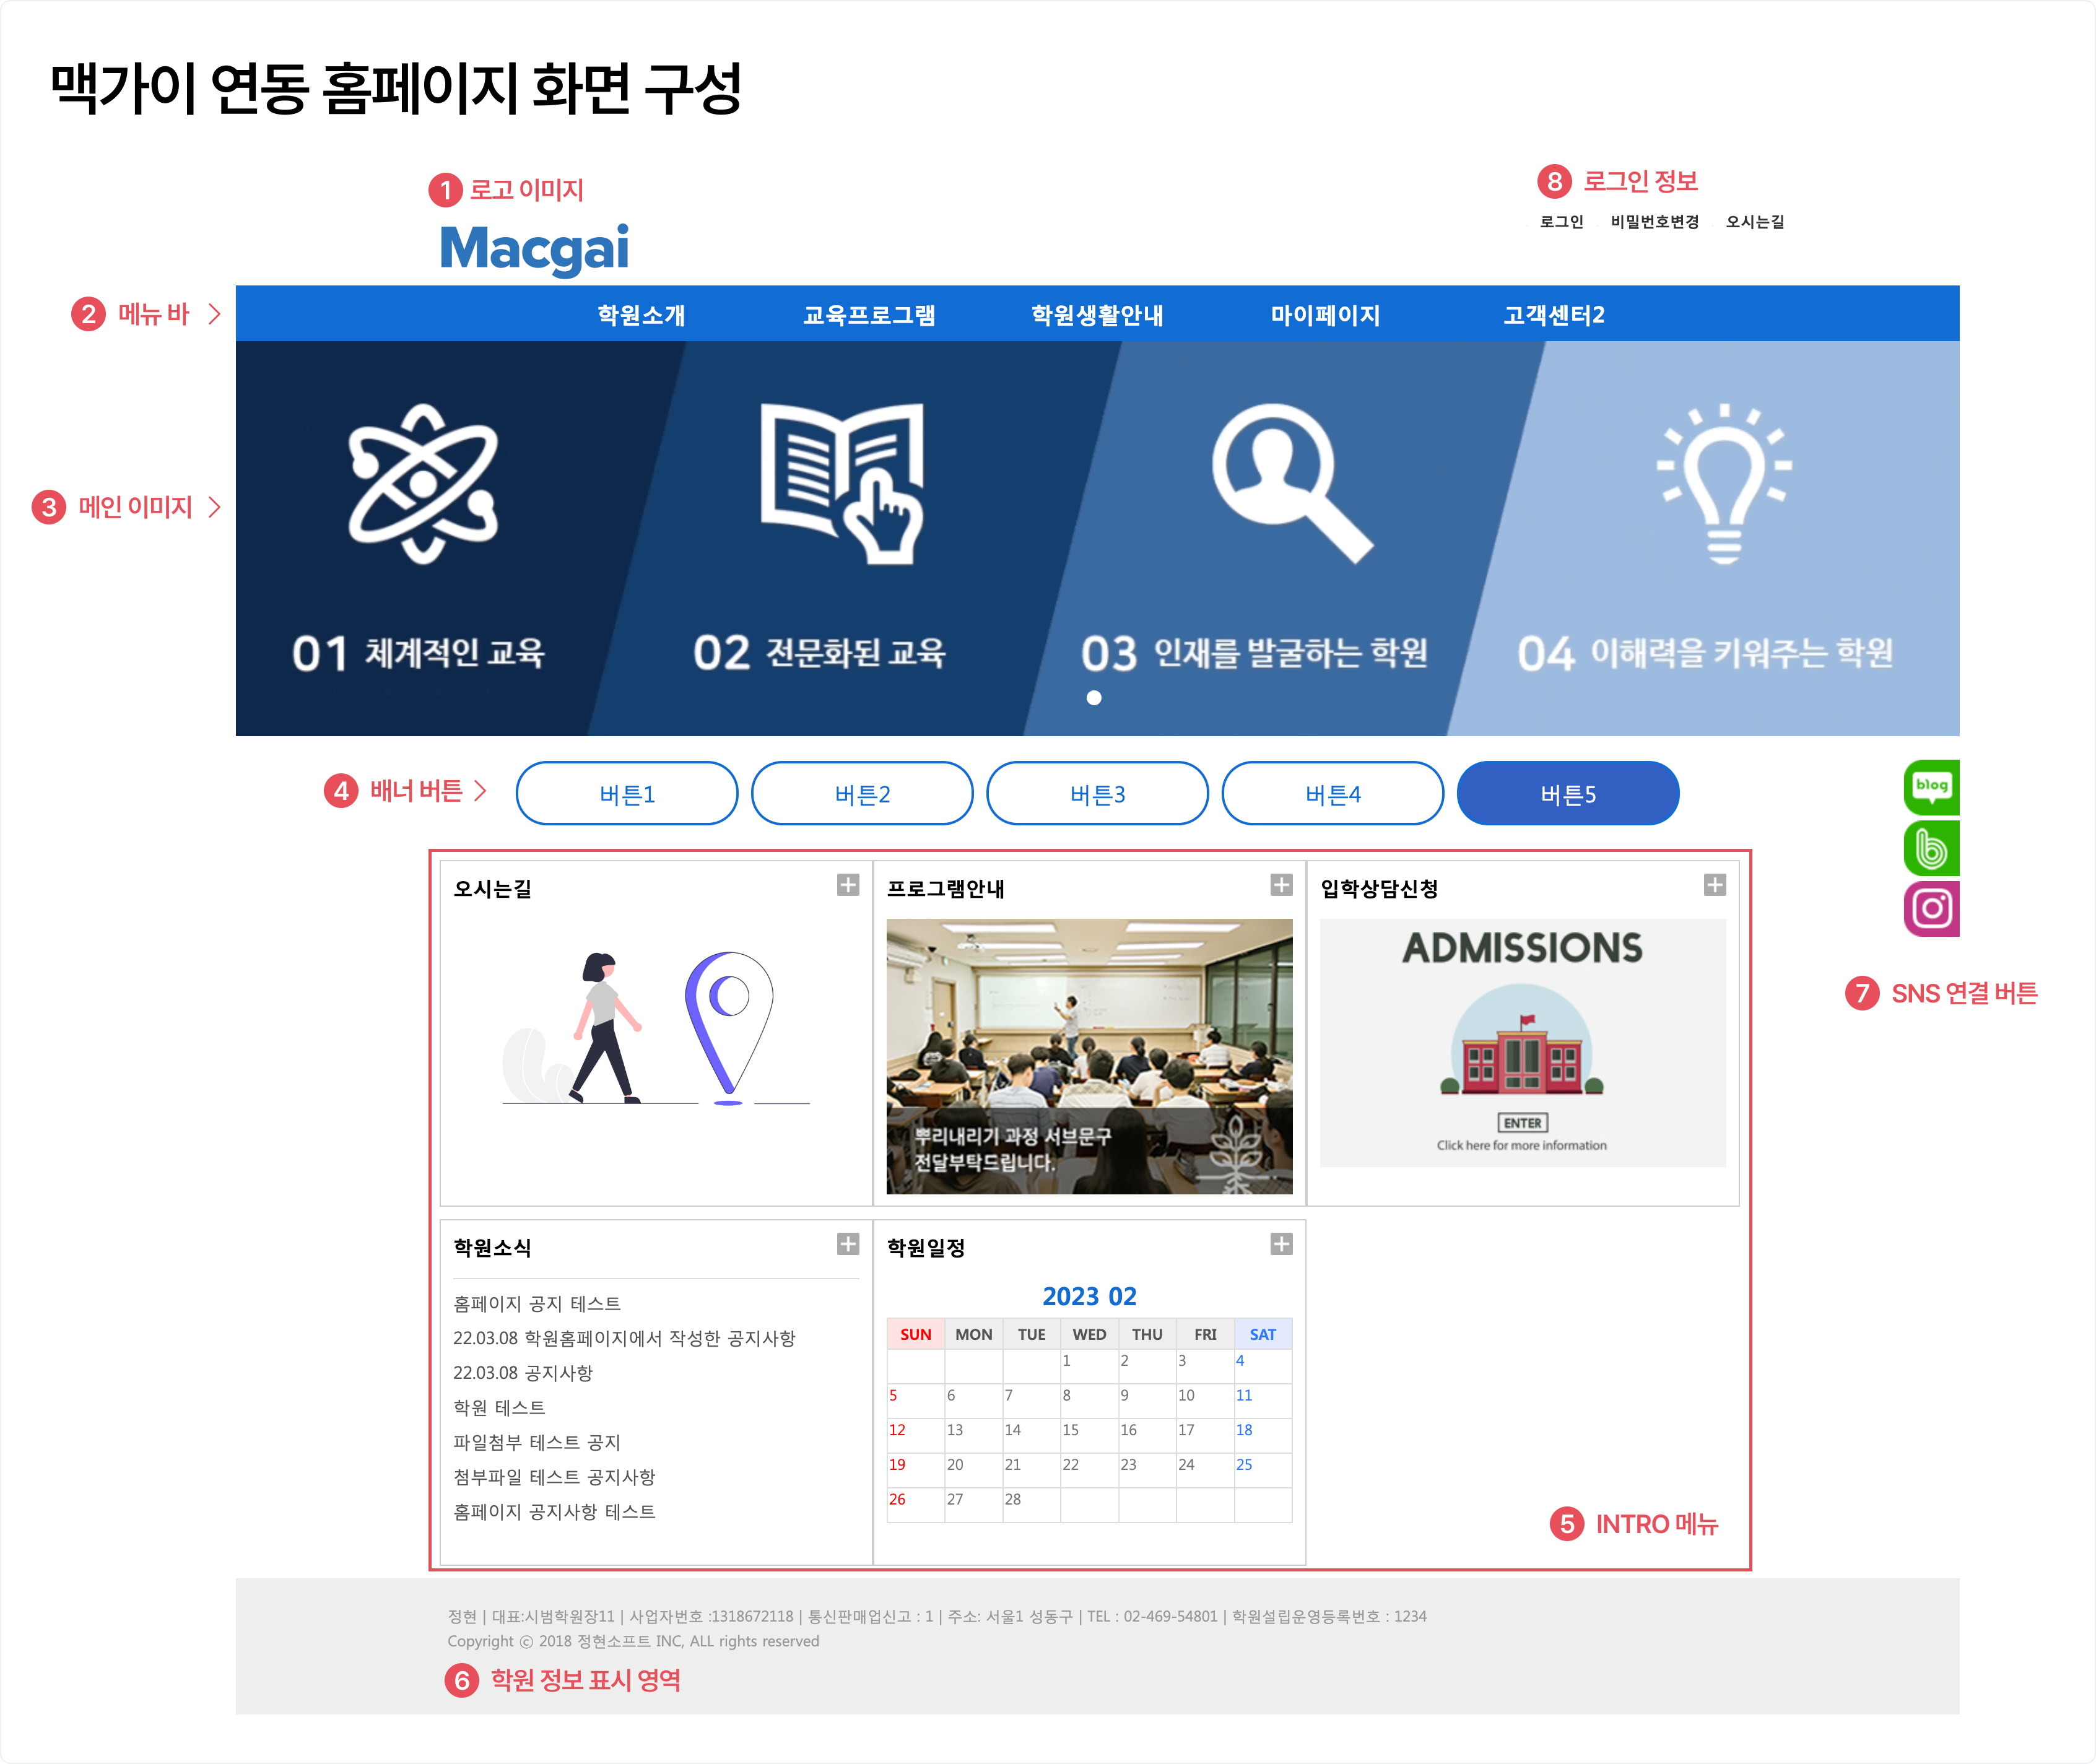 맥가이 연동 홈페이지 화면 구성
1 로고 이미지
8 로그인 정보
Macgai
로그인 비밀번호변경 오시는길
2 메뉴 바 >
학원소개 교육프로그램 학원생활안내 마이페이지 고객센터2
3 메인 이미지 >
01 체계적인 교육
02 전문화된 교육
03 인재를 발굴하는 학원
04 이해력을 키워주는 학원
4 배너 버튼 >
버튼1 버튼2 버튼3 버튼4 버튼5
blog
7 SNS 연결 버튼
오시는길
프로그램안내
뿌리내리기 과정 서브문구
전달부탁드립니다.
입학상담신청
ADMISSIONS
ENTER
Click here for more information
학원소식
홈페이지 공지 테스트
22.03.08 학원홈페이지에서 작성한 공지사항
22.03.08 공지사항
학원 테스트
파일첨부 테스트 공지
첨부파일 테스트 공지사항
홈페이지 공지사항 테스트
학원일정
2023 02
SUN MON TUE WED THU FRI SAT
1 2 3 4
5 6 7 8 9 10 11
12 13 14 15 16 17 18
19 20 21 22 23 24 25
26 27 28
5 INTRO 메뉴
정현 | 대표:시범학원장11 | 사업자번호 :1318672118 | 통신판매업신고 : 1 | 주소: 서울1 성동구 | TEL : 02-469-54801 | 학원설립운영등록번호 : 1234
Copyright ⓒ 2018 정현소프트 INC, ALL rights reserved
6 학원 정보 표시 영역